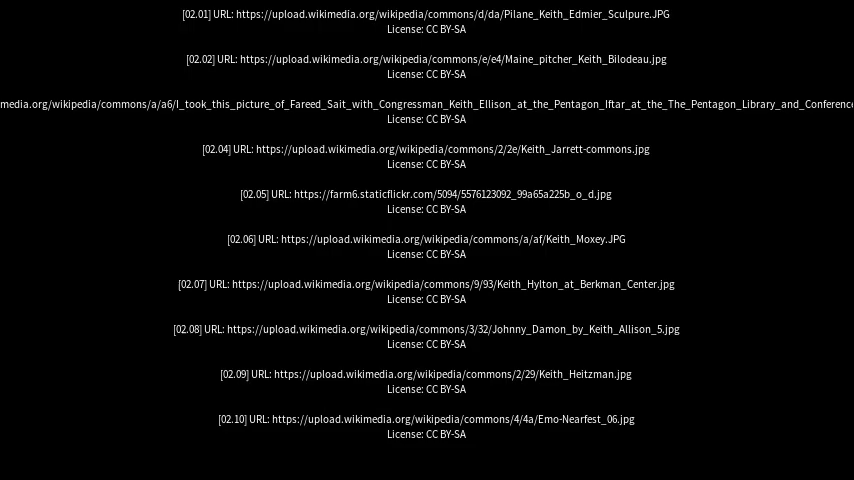 [02.01] URL: https://upload.wikimedia.org/wikipedia/commons/d/da/Pilane_Keith_Edmier_Sculpure.JPG
License: CC BY-SA
[02.02] URL: https://upload.wikimedia.org/wikipedia/commons/e/e4/Maine_pitcher_Keith_Bilodeau.jpg
License: CC BY-SA
media.org/wikipedia/commons/a/a6/I_took_this_picture_of_Fareed_Sait_with_Congressman_Keith_Ellison_at_the_Pentagon_Iftar_at_the_The_Pentagon_Library_and_Conference
License: CC BY-SA
[02.04] URL: https://upload.wikimedia.org/wikipedia/commons/2/2e/Keith_Jarrett-commons.jpg
License: CC BY-SA
[02.05] URL: https://farm6.staticflickr.com/5094/5576123092_99a65a225b_o_d.jpg
License: CC BY-SA
[02.06] URL: https://upload.wikimedia.org/wikipedia/commons/a/af/Keith_Moxey.JPG
License: CC BY-SA
[02.07] URL: https://upload.wikimedia.org/wikipedia/commons/9/93/Keith_Hylton_at_Berkman_Center.jpg
License: CC BY-SA
[02.08] URL: https://upload.wikimedia.org/wikipedia/commons/3/32/Johnny_Damon_by_Keith_Allison_5.jpg
License: CC BY-SA
[02.09] URL: https://upload.wikimedia.org/wikipedia/commons/2/29/Keith_Heitzman.jpg
License: CC BY-SA
[02.10] URL: https://upload.wikimedia.org/wikipedia/commons/4/4a/Emo-Nearfest_06.jpg
License: CC BY-SA